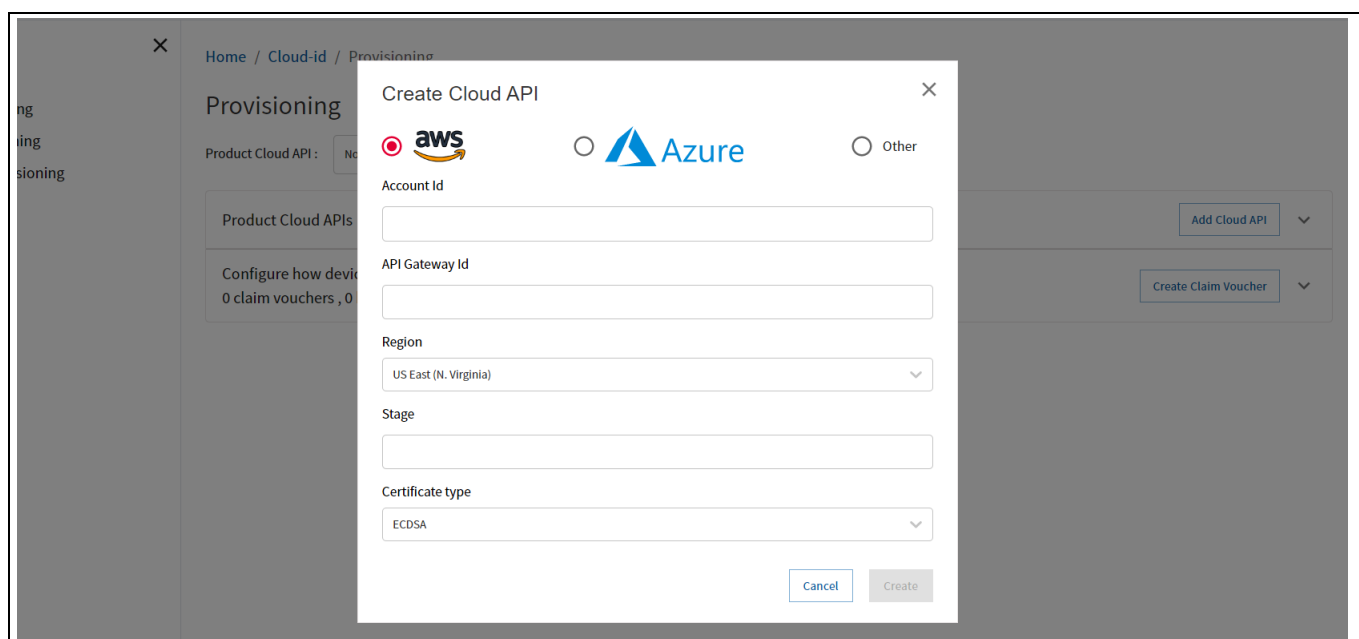 Home / Cloud-id / Provisioning
ng
ning
sioning
Provisioning
Product Cloud API :
Product Cloud APIs
Add Cloud API
Configure how devi
0 claim vouchers , 0
Create Claim Voucher
Create Cloud API
aws
Azure
Other
Account Id
API Gateway Id
Region
US East (N. Virginia)
Stage
Certificate type
ECDSA
Cancel
Create